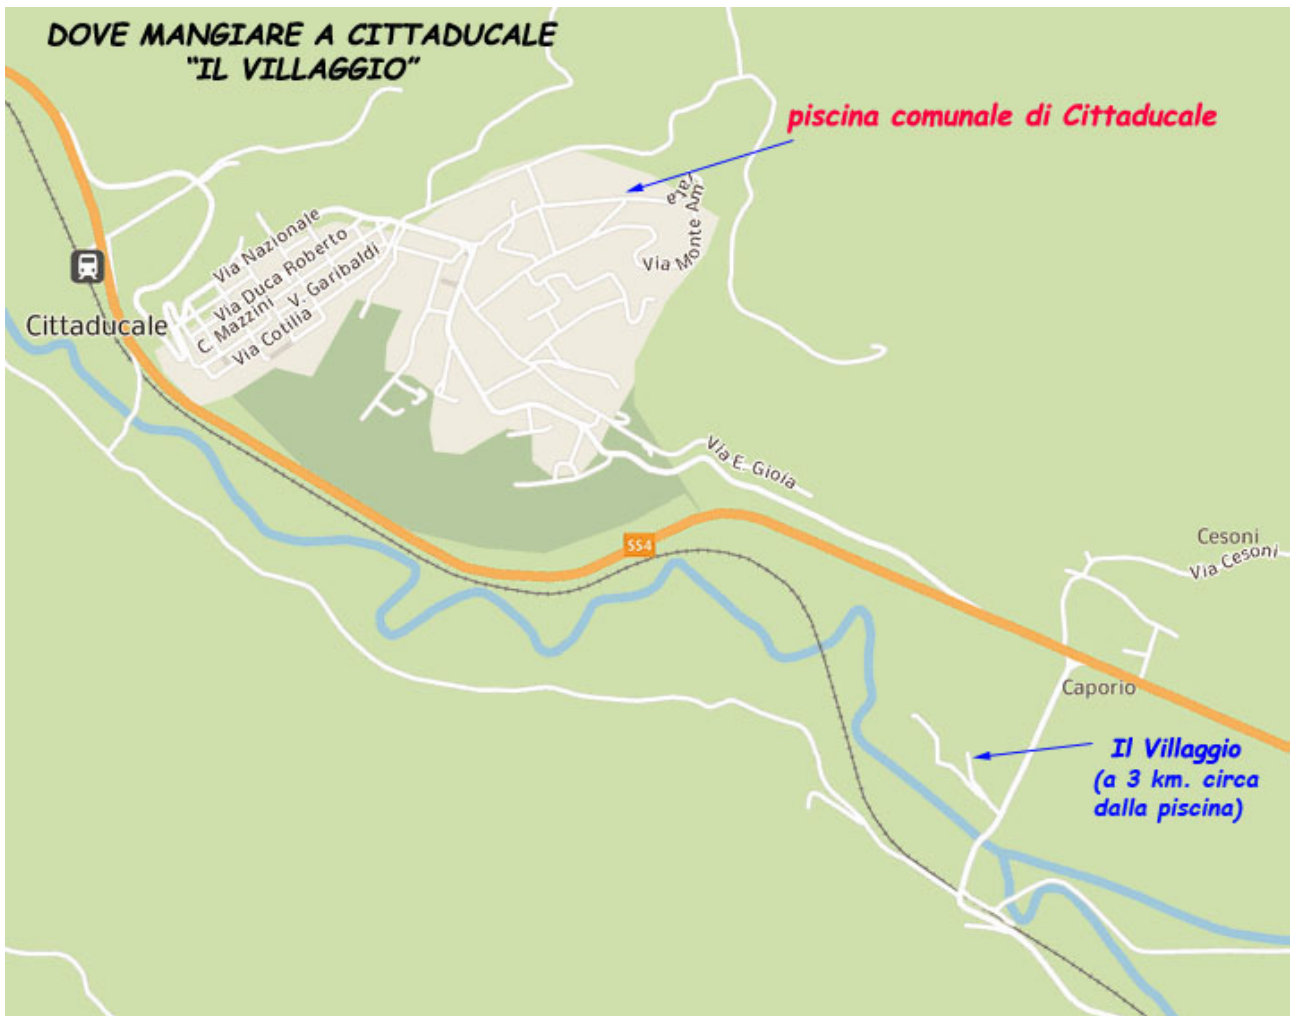 DOVE MANGIARE A CITTADUCALE
"IL VILLAGGIO"
piscina comunale di Cittaducale
Via Monte Am
rata
Via Nazionale
Via Duca Roberto
V. Garibaldi
C. Mazzini
Via Cotilia
Cittaducale
Via E. Gioia
SS4
Cesoni
Via Cesoni
Caporio
Il Villaggio
(a 3 km. circa
dalla piscina)